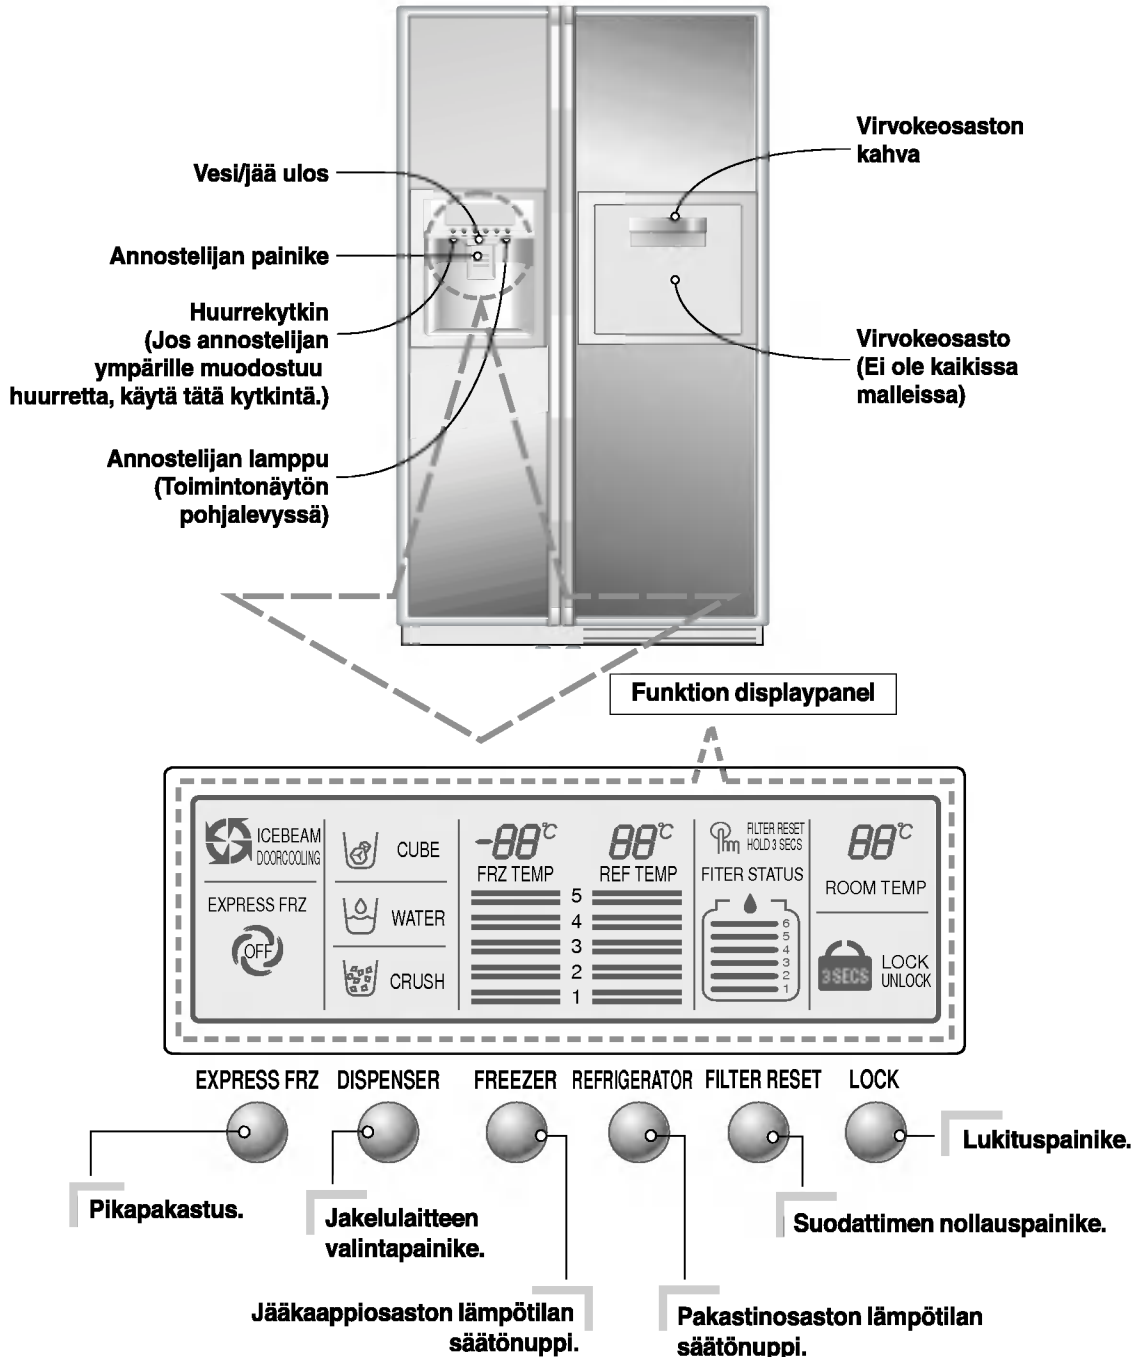 Virvokeosaston
kahva
Vesi/jää ulos
Annostelijan painike
Huurrekytkin
(Jos annostelijan
ympärille muodostuu
huurretta, käytä tätä kytkintä.)
Virvokeosasto
(Ei ole kaikissa
malleissa)
Annostelijan lamppu
(Toimintonäytön
pohjalevyssä)
Funktion displaypanel
ICEBEAM
DOORCOOLING
EXPRESS FRZ
OFF
CUBE
WATER
CRUSH
-88°C
FRZ TEMP
88°C
REF TEMP
5
4
3
2
1
Phm
FILTER RESET
HOLD 3 SECS
FITER STATUS
6
5
4
3
2
1
88°C
ROOM TEMP
3 SECS
LOCK
UNLOCK
EXPRESS FRZ DISPENSER FREEZER REFRIGERATOR FILTER RESET LOCK
Lukituspainike.
Pikapakastus.
Jakelulaitteen
valintapainike.
Suodattimen nollauspainike.
Jääkaappiosaston lämpötilan
säätönuppi.
Pakastinosaston lämpötilan
säätönuppi.